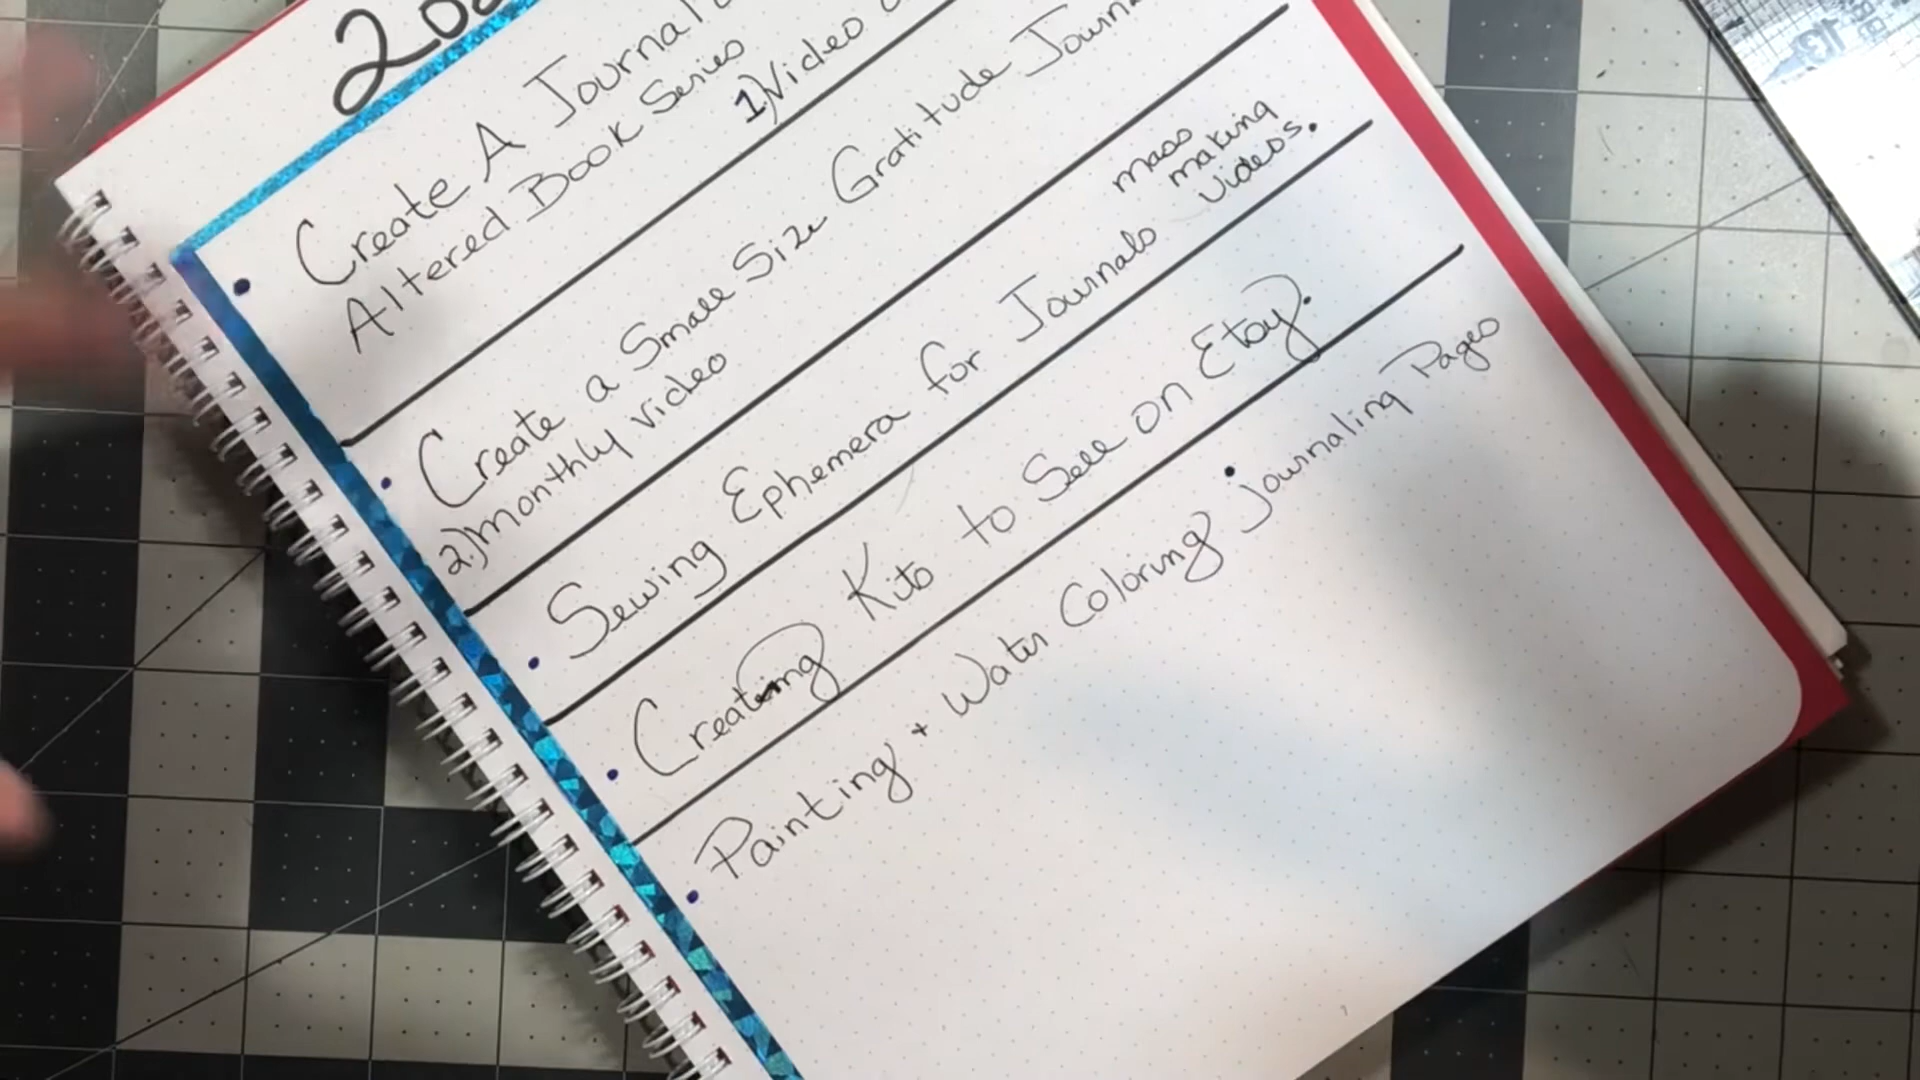 Create A Journal
Altered Book Series
1) Video
Create a Small Size Gratitude
2.) monthly video
Sewing Ephemera for Journals
mass
making
videos.
Creating Kits to Sell on Etsy.
Painting + Water Coloring journaling Pages
13